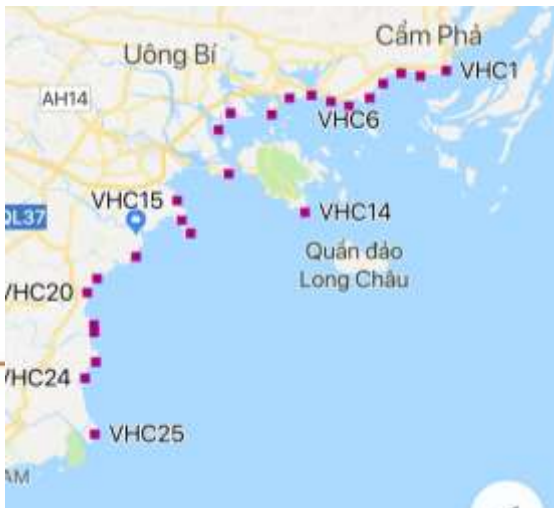 Cẩm Phả
Uông Bí
VHC1
AH14
VHC6
VHC15
VHC14
QL37
Quần đảo
Long Châu
VHC20
VHC24
VHC25
AM